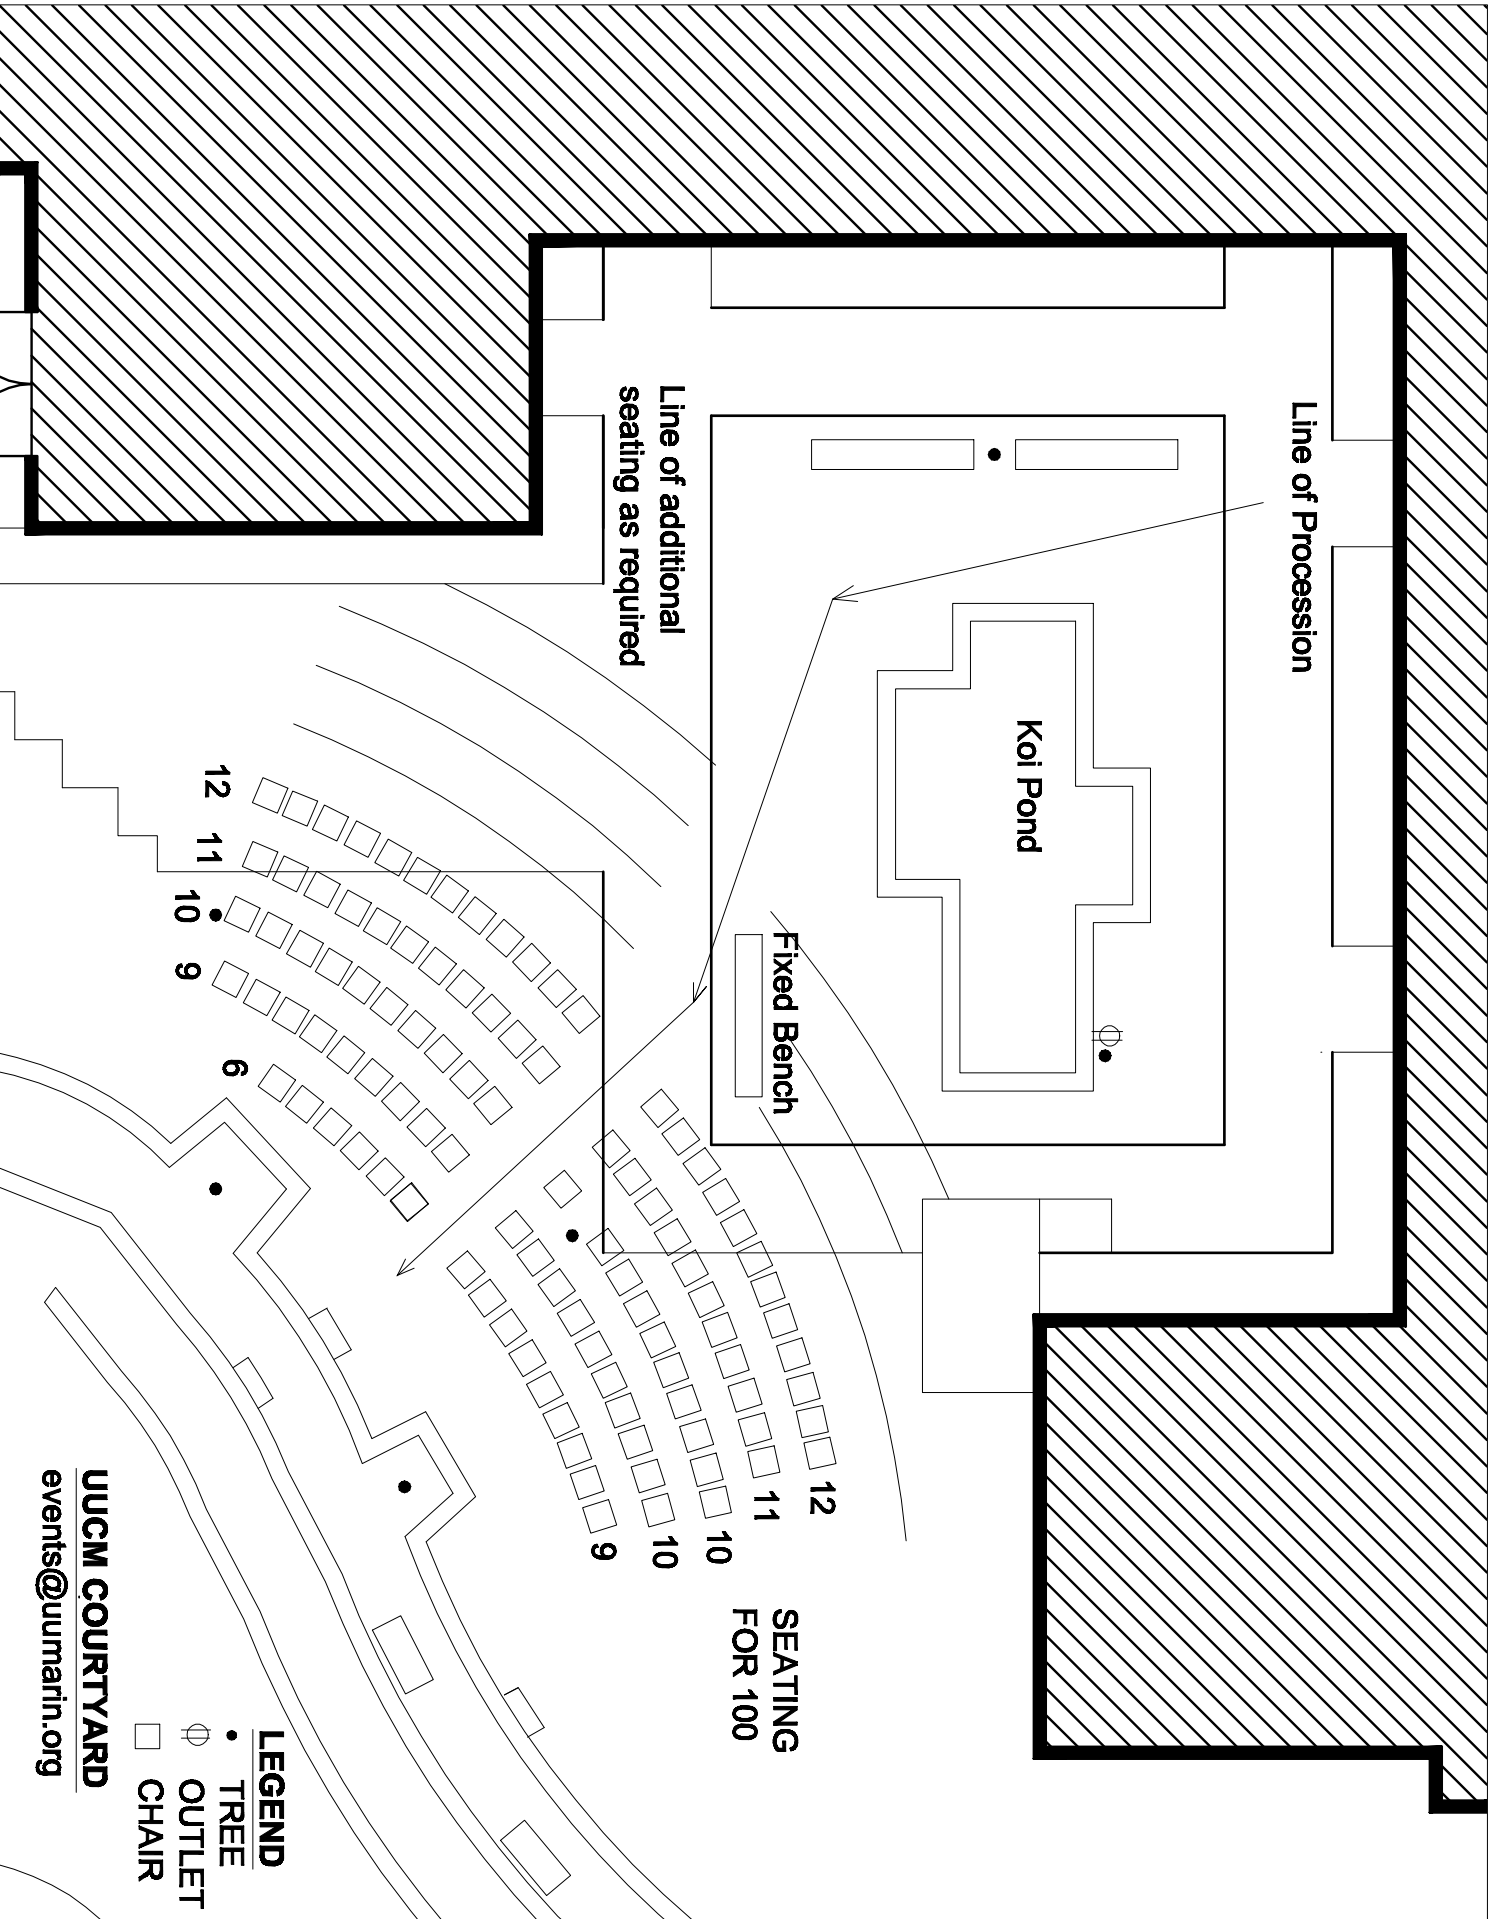 Line of Procession
Koi Pond
Fixed Bench
Line of additional
seating as required
12
11
10
9
6
12
11
10
10
9
SEATING
FOR 100
LEGEND
TREE
OUTLET
CHAIR
UUCM COURTYARD
events@uumarin.org